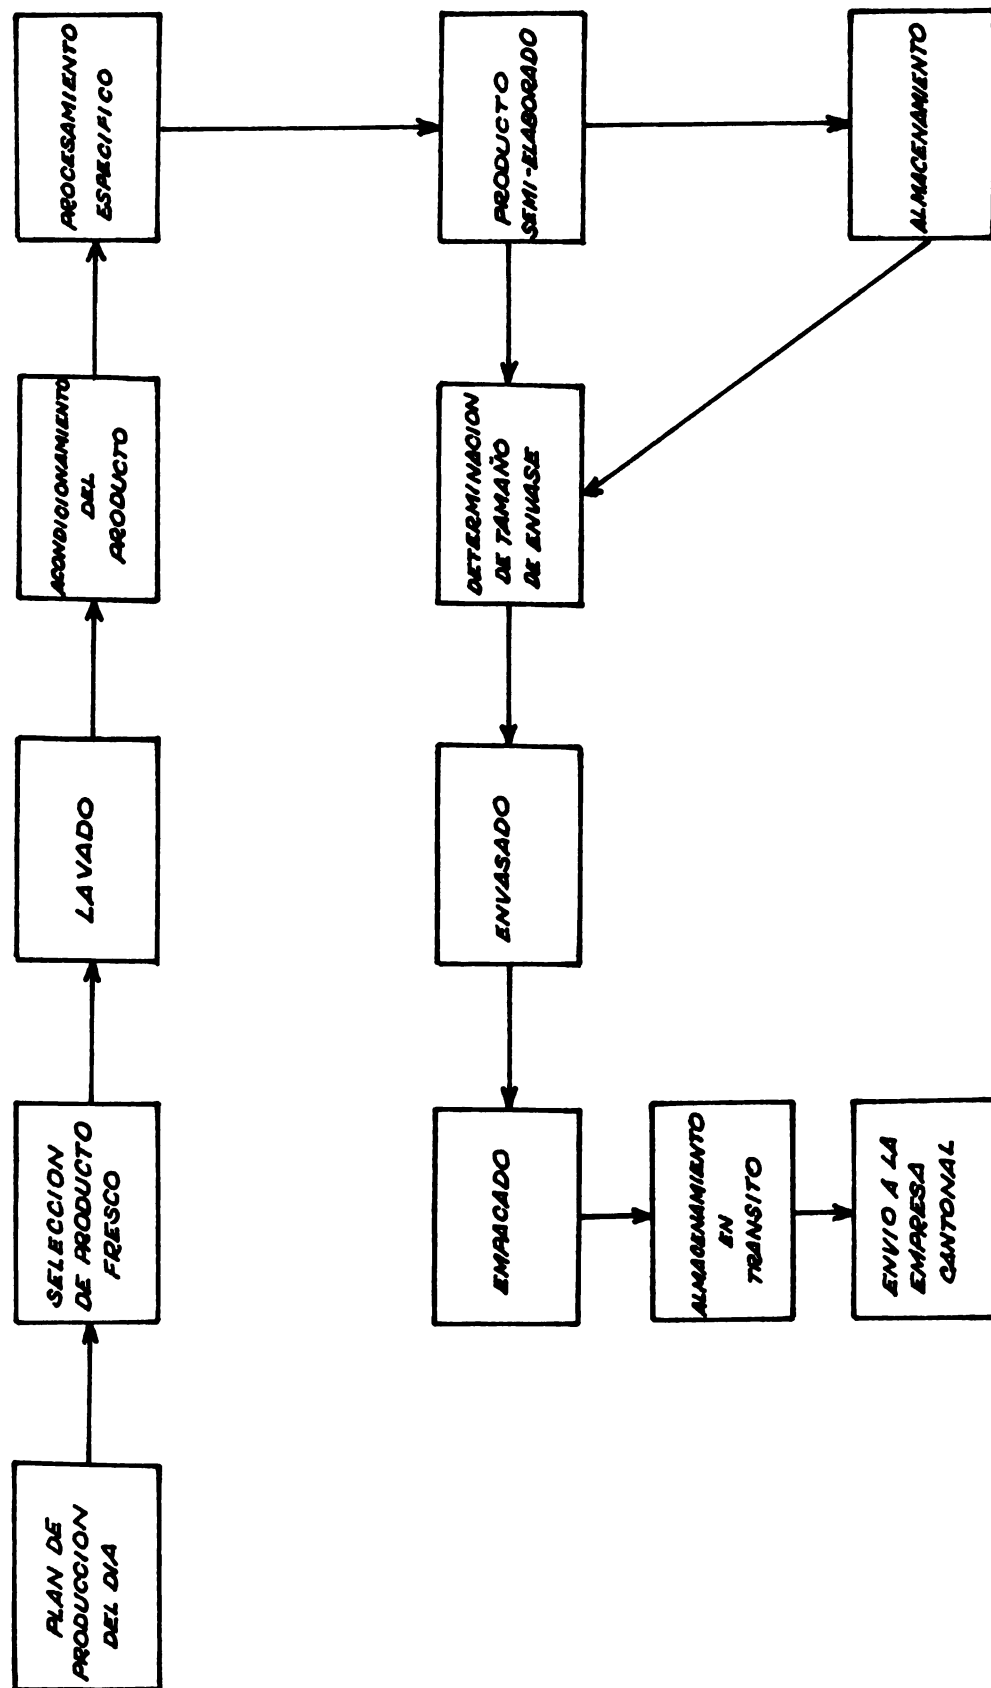 PLAN DE
PRODUCCION
DEL DIA
SELECCION
DE PRODUCTO
FRESCO
LAVADO
ACONDICIONAMIENTO
DEL
PRODUCTO
PROCESAMIENTO
ESPECIFICO
PRODUCTO
SEMI-ELABORADO
ALMACENAMIENTO
DETERMINACION
DE TAMAÑO
DE ENVASE
ENVASADO
EMPACADO
ALMACENAMIENTO
EN
TRANSITO
ENVIO A LA
EMPRESA
CANTONAL